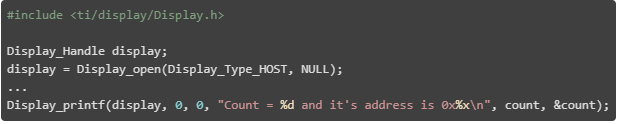 #include <ti/display/Display.h>
Display_Handle display;
display = Display_open(Display_Type_HOST, NULL);
...
Display_printf(display, 0, 0, "Count = %d and it's address is 0x%x\n", count, &count);